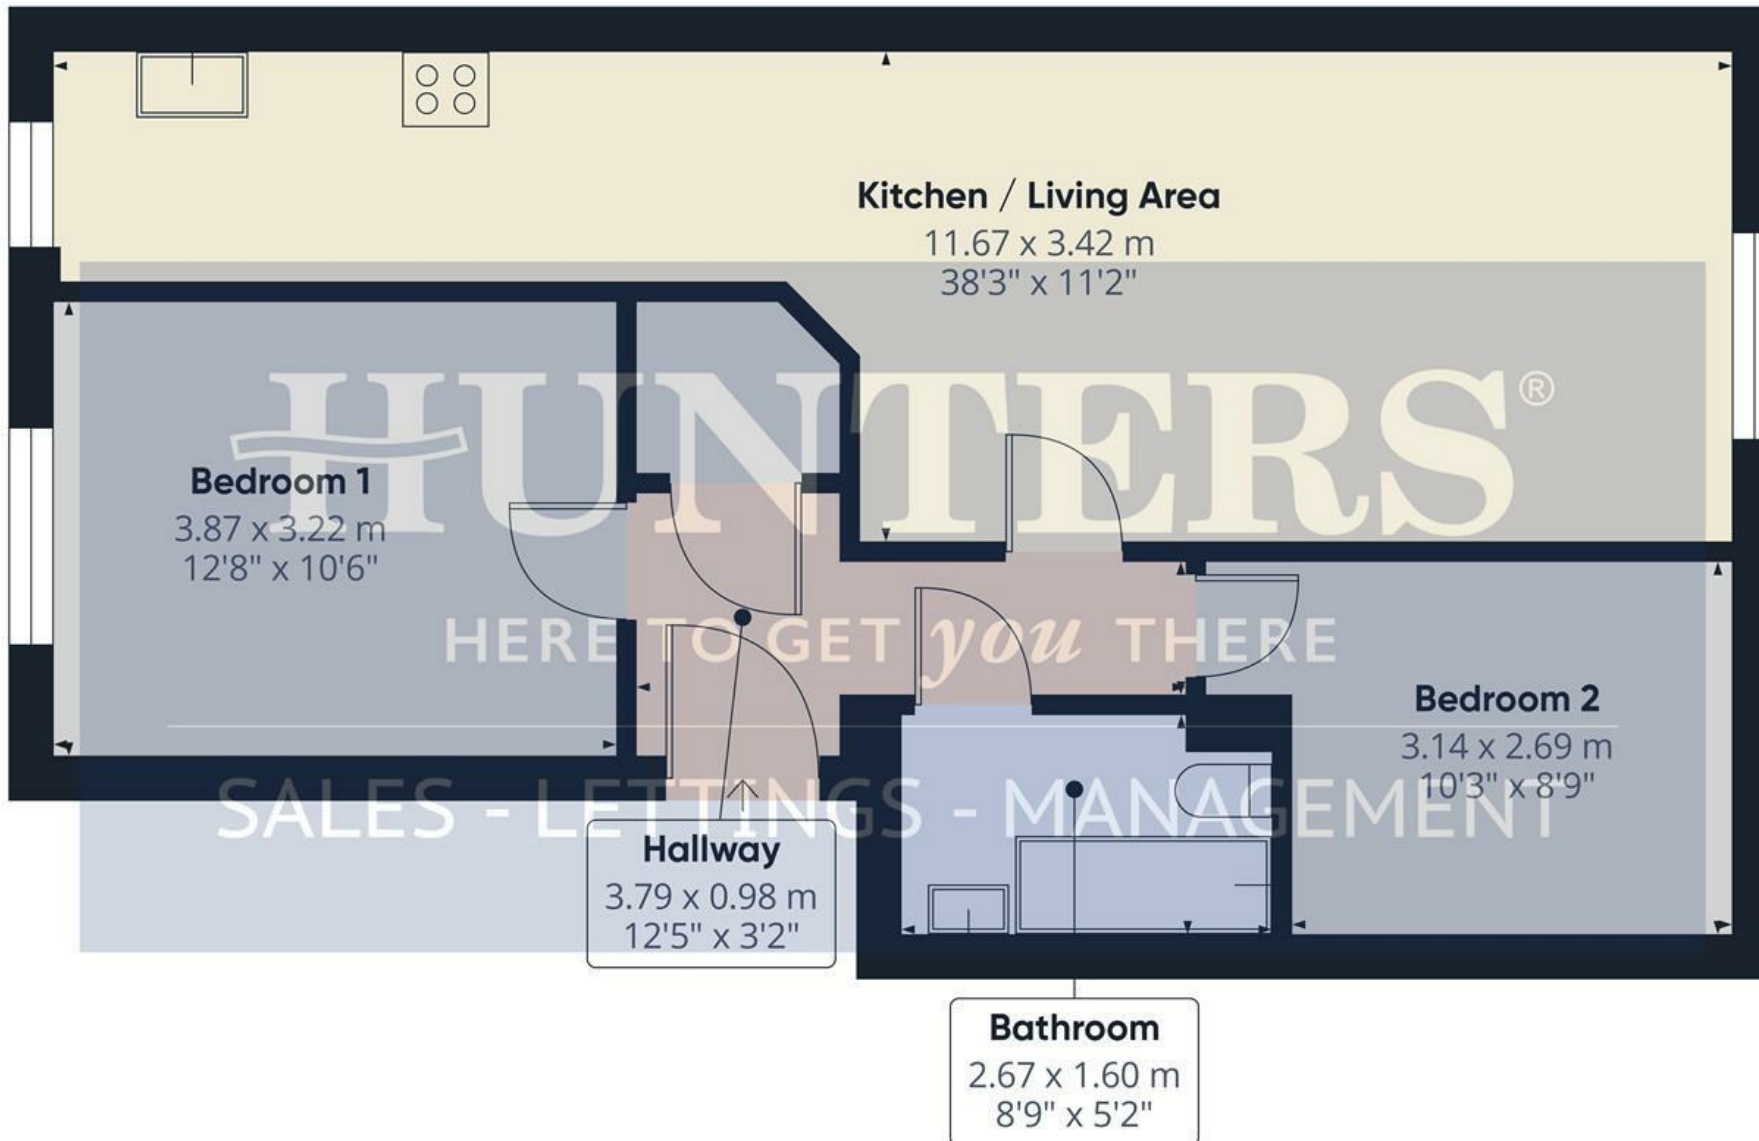 Kitchen / Living Area
11.67 x 3.42 m
38'3" x 11'2"
HUNTERS®
Bedroom 1
3.87 x 3.22 m
12'8" x 10'6"
HERE TO GET you THERE
Bedroom 2
3.14 x 2.69 m
10'3" x 8'9"
SALES - LETTINGS - MANAGEMENT
Hallway
3.79 x 0.98 m
12'5" x 3'2"
Bathroom
2.67 x 1.60 m
8'9" x 5'2"